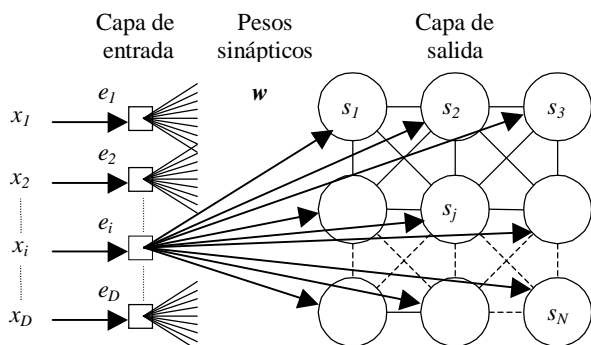 Capa de entrada
Pesos sinápticos
Capa de salida
w
e1
x1
s1
s2
s3
e2
x2
ei
xi
sj
eD
xD
sN